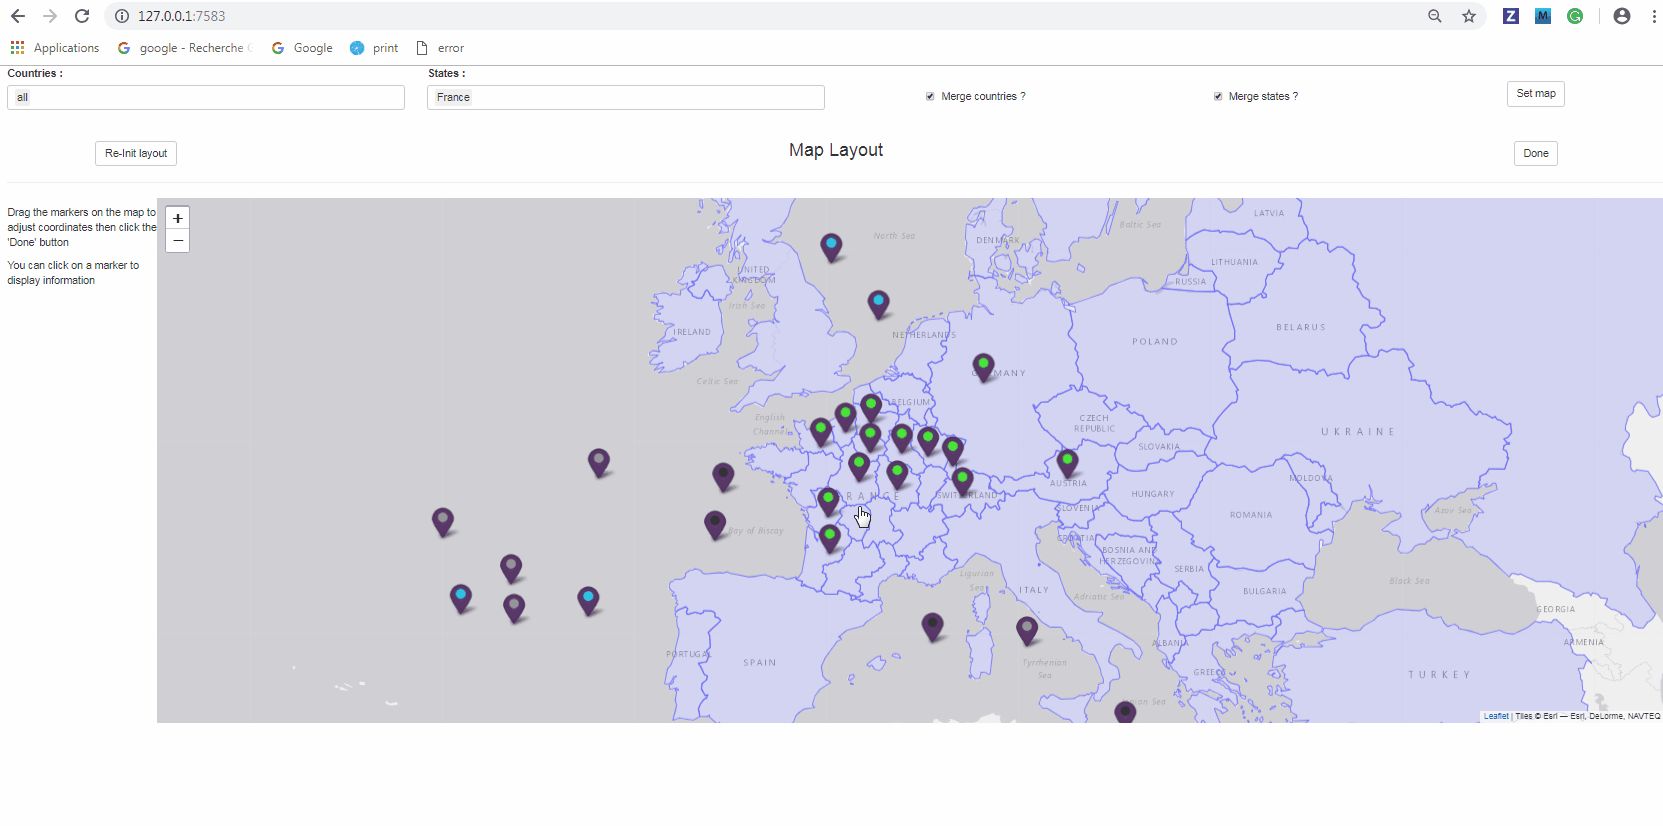 127.0.0.1:7583
Applications
google - Recherche
Google
print
error
Countries :
States :
all
France
Merge countries ?
Merge states ?
Set map
Re-Init layout
Map Layout
Done
Drag the markers on the map to
adjust coordinates then click the
'Done' button
You can click on a marker to
display information
+
−
LATVIA
North Sea
Baltic Sea
DENMARK
LITHUANIA
UNITED
KINGDOM
RUSSIA
Irish Sea
IRELAND
NETHERLANDS
BELARUS
POLAND
GERMANY
Celtic Sea
BELGIUM
English
Channel
CZECH
REPUBLIC
UKRAINE
SLOVAKIA
MOLDOVA
AUSTRIA
FRANCE
SWITZERLAND
HUNGARY
SLOVENIA
ROMANIA
Azov Sea
Bay of Biscay
CROATIA
BOSNIA AND
HERZEGOVINA
SERBIA
Ligurian
Sea
ITALY
Adriatic Sea
BULGARIA
Black Sea
GEORGIA
ALBANIA
ARMENIA
PORTUGAL
SPAIN
Tyrrhenian
Sea
GREECE
TURKEY
Sea
Leaflet | Tiles © Esri — Esri, DeLorme, NAVTEQ